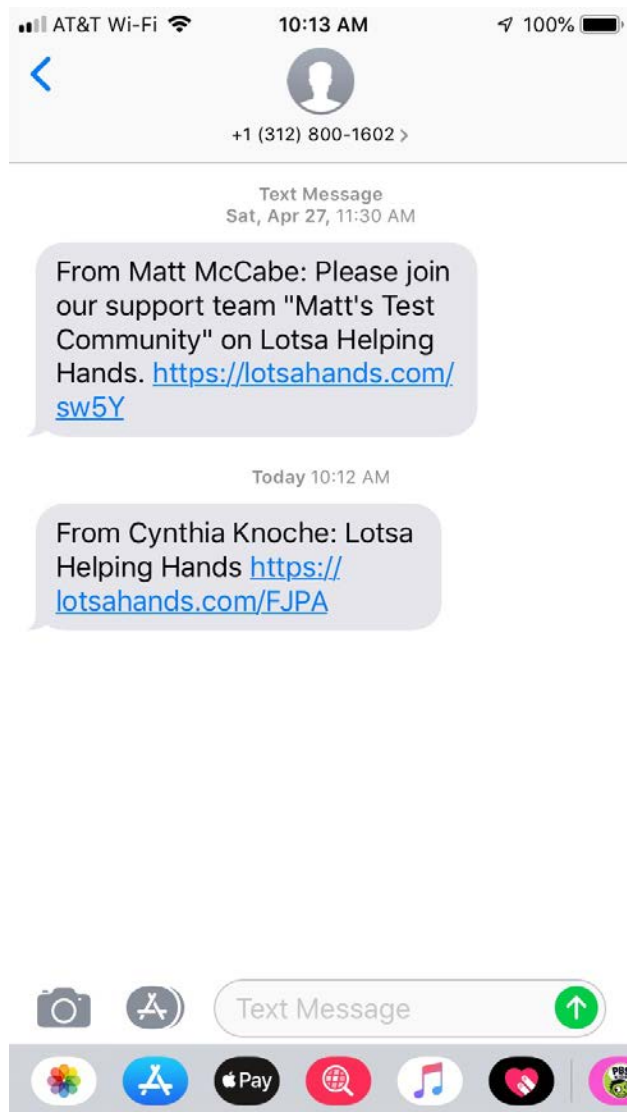 AT&T Wi-Fi 10:13 AM 100%
+1 (312) 800-1602 >
Text Message
Sat, Apr 27, 11:30 AM
From Matt McCabe: Please join
our support team "Matt's Test
Community" on Lotsa Helping
Hands. https://lotsahands.com/
sw5Y
Today 10:12 AM
From Cynthia Knoche: Lotsa
Helping Hands https://
lotsahands.com/FJPA
Text Message
Pay
PBS